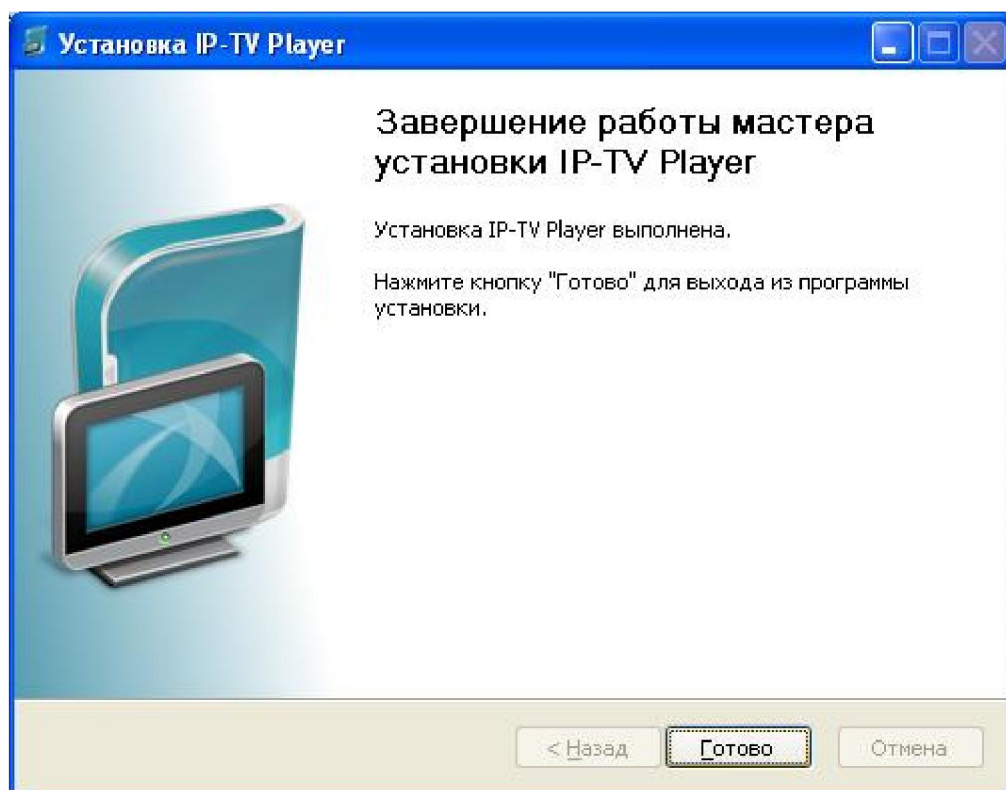 Установка IP-TV Player
Завершение работы мастера
установки IP-TV Player
Установка IP-TV Player выполнена.
Нажмите кнопку "Готово" для выхода из программы
установки.
< Назад
Готово
Отмена